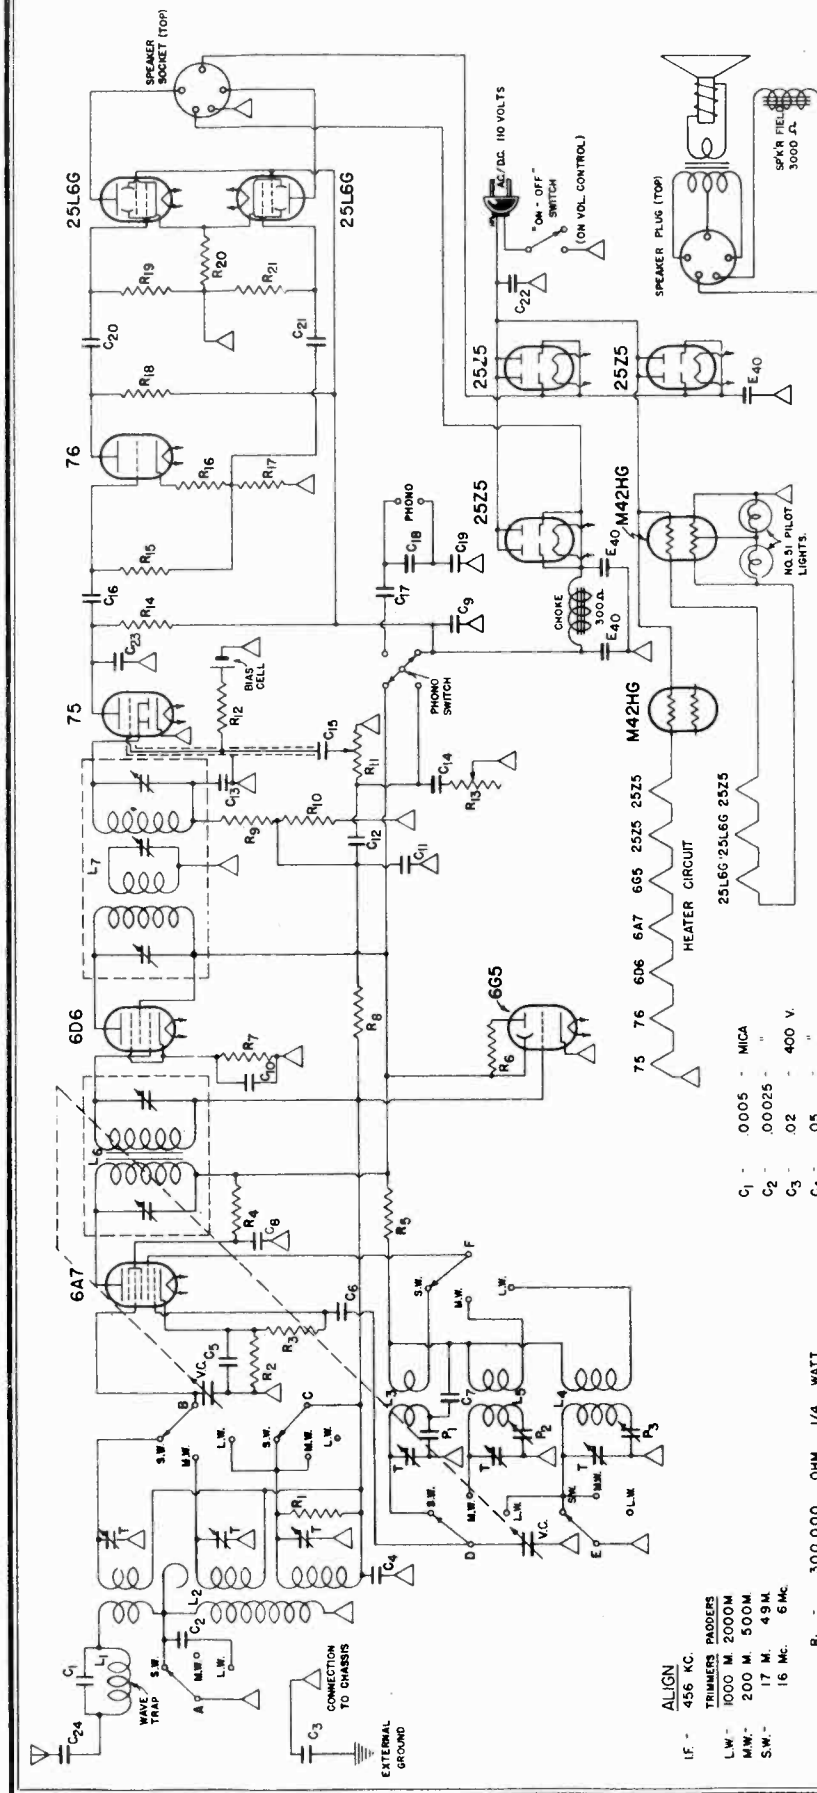 SPEAKER
SOCKET (TOP)
25L6G
25L6G
R19
R20
R21
C20
C21
R18
76
R16
R17
R15
C16
R14
C23
75
BIAS
CELL
R12
C15
R11
C13
R9
R10
C12
C11
C14
R13
L7
6D6
R7
C10
R8
L6
R4
C8
6A7
C6
C5
R2
R3
V.C.
B
S.W.
M.W.
L.W.
C
S.W.
M.W.
L.W.
R1
T
T
T
C4
L2
C1
L1
WAVE
TRAP
C24
C2
S.W.
M.W.
L.W.
A
C3
CONNECTION
TO CHASSIS
EXTERNAL
GROUND
A.C./D.C. 110 VOLTS
"ON - OFF"
SWITCH
(ON VOL. CONTROL)
C22
25Z5
25Z5
E40
25Z5
PHONO
C18
C17
C19
C9
PHONO
SWITCH
CHOKE
300 Ω
E40
E40
M42HG
NO. 51 PILOT
LIGHTS.
M42HG
SPEAKER PLUG (TOP)
SPK'R FIELD
3000 Ω
6G5
R6
R5
F
S.W.
M.W.
L.W.
L3
C7
L5
L4
P1
P2
P3
T
T
T
S.W.
M.W.
L.W.
D
V.C.
S.W.
M.W.
L.W.
E
75 76 6D6 6A7 6G5 25Z5 25Z5
HEATER CIRCUIT
25L6G 25L6G 25Z5
C1 - .0005 - MICA
C2 - .00025 - "
C3 - .02 - 400 V.
C4 - .05 - "
ALIGN
I.F. - 456 KC.
TRIMMERS PADDERS
L.W. - 1000 M. 2000M
M.W. - 200 M. 500M.
S.W. - 17 M. 49M.
16 Mc. 6 Mc.
R1 - 300,000 OHM 1/4 WATT